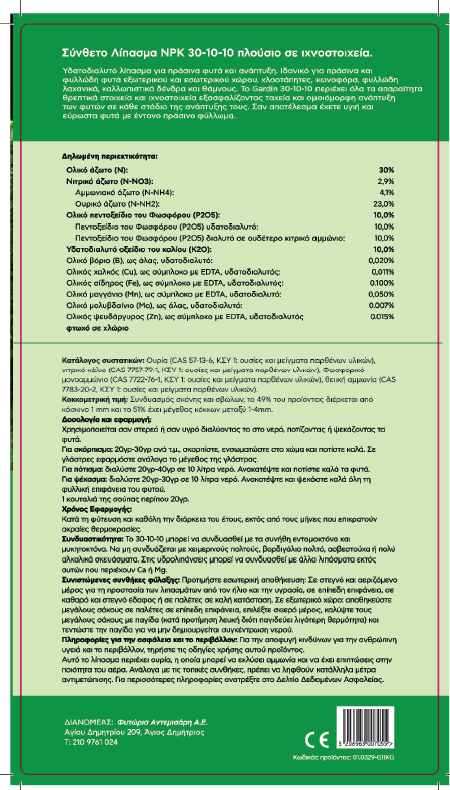 Σύνθετο Λίπασμα NPK 30-10-10 πλούσιο σε ιχνοστοιχεία.
Υδατοδιαλυτό λίπασμα για πράσινα φυτά και ανάπτυξη. Ιδανικό για πράσινα και
φυλλώδη φυτά εξωτερικού και εσωτερικού χώρου, χλοοτάπητες, κωνοφόρα, φυλλώδη
λαχανικά, καλλωπιστικά δένδρα και θάμνους. Το Gardin 30-10-10 περιέχει όλα τα απαραίτητα
θρεπτικά στοιχεία και ιχνοστοιχεία εξασφαλίζοντας ταχεία και ομοιόμορφη ανάπτυξη
των φυτών σε κάθε στάδιο της ανάπτυξης τους. Σαν αποτέλεσμα έχετε υγιή και
εύρωστα φυτά με έντονο πράσινο φύλλωμα.
Δηλωμένη περιεκτικότητα:
Ολικό άζωτο (N): 30%
Νιτρικό άζωτο (N-NO3): 2,9%
Αμμωνιακό άζωτο (N-NH4): 4,1%
Ουρικό άζωτο (N-NH2): 23,0%
Ολικό πεντοξείδιο του Φωσφόρου (P2O5): 10,0%
Πεντοξείδιο του Φωσφόρου (P2O5) υδατοδιαλυτό: 10,0%
Πεντοξείδιο του Φωσφόρου (P2O5) διαλυτό σε ουδέτερο κιτρικό αμμώνιο: 10,0%
Υδατοδιαλυτό οξείδιο του καλίου (K2O): 10,0%
Ολικό βόριο (B), ως άλας, υδατοδιαλυτό: 0,020%
Ολικός χαλκός (Cu), ως σύμπλοκο με EDTA, υδατοδιαλυτός: 0,011%
Ολικός σίδηρος (Fe), ως σύμπλοκο με EDTA, υδατοδιαλυτός: 0.100%
Ολικό μαγγάνιο (Mn), ως σύμπλοκο με EDTA, υδατοδιαλυτό: 0,050%
Ολικό μολυβδαίνιο (Mo), ως άλας, υδατοδιαλυτό: 0.007%
Ολικός ψευδάργυρος (Zn), ως σύμπλοκο με EDTA, υδατοδιαλυτός 0.015%
φτωχό σε χλώριο
Κατάλογος συστατικών: Ουρία (CAS 57-13-6, ΚΣΥ 1: ουσίες και μείγματα παρθένων υλικών),
νιτρικό κάλιο (CAS 7757-79-1, ΚΣΥ 1: ουσίες και μείγματα παρθένων υλικών), Φωσφορικό
μονοαμμώνιο (CAS 7722-76-1, ΚΣΥ 1: ουσίες και μείγματα παρθένων υλικών), θειική αμμωνία (CAS
7783-20-2, ΚΣΥ 1: ουσίες και μείγματα παρθένων υλικών).
Κοκκομετρική τιμή: Συνδυασμός σκόνης και σβώλων, το 49% του προϊόντος διέρχεται από
κόσκινο 1 mm και το 51% έχει μέγεθος κόκκων μεταξύ 1-4mm.
Δοσολογία και εφαρμογή:
Χρησιμοποιείται σαν στερεό ή σαν υγρό διαλύοντας το στο νερό, ποτίζοντας ή ψεκάζοντας τα
φυτά.
Για σκόρπισμα: 20γρ-30γρ ανά τ.μ., σκορπίστε, ενσωματώστε στο χώμα και ποτίστε καλά. Σε
γλάστρες εφαρμόστε ανάλογα το μέγεθος της γλάστρας.
Για πότισμα: διαλύστε 20γρ-40γρ σε 10 λίτρα νερό. Ανακατέψτε και ποτίστε καλά τα φυτά.
Για ψέκασμα: διαλύστε 20γρ-30γρ σε 10 λίτρα νερό. Ανακατέψτε και ψεκάστε καλά όλη τη
φυλλική επιφάνεια του φυτού.
1 κουταλιά της σούπας περίπου 20γρ.
Χρόνος Εφαρμογής:
Κατά τη φύτευση και καθόλη την διάρκεια του έτους, εκτός από τους μήνες που επικρατούν
ακραίες θερμοκρασίες.
Συνδυαστικότητα: Το 30-10-10 μπορεί να συνδυασθεί με τα συνήθη εντομοκτόνα και
μυκητοκτόνα. Να μη συνδυάζεται με χειμερινούς πολτούς, βορδιγάλιο πολτό, ασβεστούχα ή πολύ
αλκαλικά σκευάσματα. Στις υδρολιπάνσεις μπορεί να συνδυασθεί με άλλα λιπάσματα εκτός
αυτών που περιέχουν Ca ή Mg.
Συνιστώμενες συνθήκες φύλαξης: Προτιμήστε εσωτερική αποθήκευση: Σε στεγνό και αεριζόμενο
μέρος για τη προστασία των λιπασμάτων από τον ήλιο και την υγρασία, σε επίπεδη επιφάνεια, σε
καθαρό και στεγνό έδαφος ή σε παλέτες σε καλή κατάσταση. Σε εξωτερικό χώρο: αποθηκεύστε
μεγάλους σάκους σε παλέτες σε επίπεδη επιφάνεια, επιλέξτε σκιερό μέρος, καλύψτε τους
μεγάλους σάκους με παγίδα (κατά προτίμηση λευκή διότι παγιδεύει λιγότερη θερμότητα) και
τεντώστε την παγίδα για να μην δημιουργείται συγκέντρωση νερού.
Πληροφορίες για την ασφάλεια και το περιβάλλον: Για την αποφυγή κινδύνων για την ανθρώπινη
υγειά και το περιβάλλον, τηρήστε τις οδηγίες χρήσης αυτού προϊόντος.
Αυτό το λίπασμα περιέχει ουρία, η οποία μπορεί να εκλύσει αμμωνία και να έχει επιπτώσεις στην
ποιότητα του αέρα. Ανάλογα με τις τοπικές συνθήκες, πρέπει να ληφθούν κατάλληλα μέτρα
αντιμετώπισης. Για περισσότερες πληροφορίες ανατρέξτε στο Δελτίο Δεδομένων Ασφαλείας.
ΔΙΑΝΟΜΕΑΣ: Φυτώρια Αντεμισάρη Α.Ε.
Αγίου Δημητρίου 209, Άγιος Δημήτριος
Τ: 210 9761 024
CE
5 206963 007055 >
Κωδικός προϊόντος: 01.0329-GΠKG